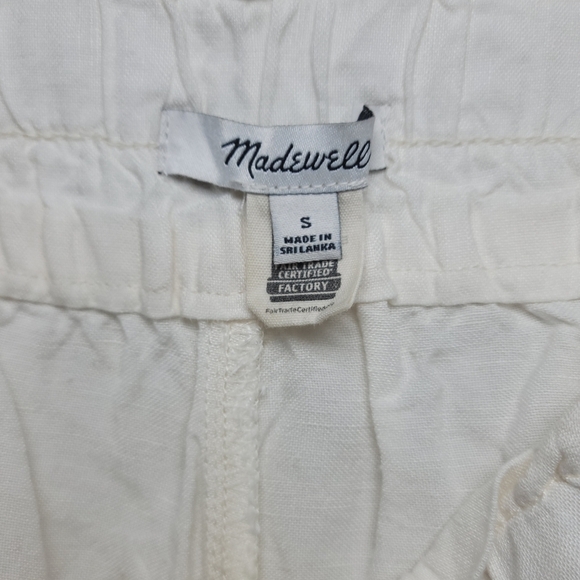 Madewell
S
MADE IN
SRI LANKA
FAIR TRADE
CERTIFIED
FACTORY